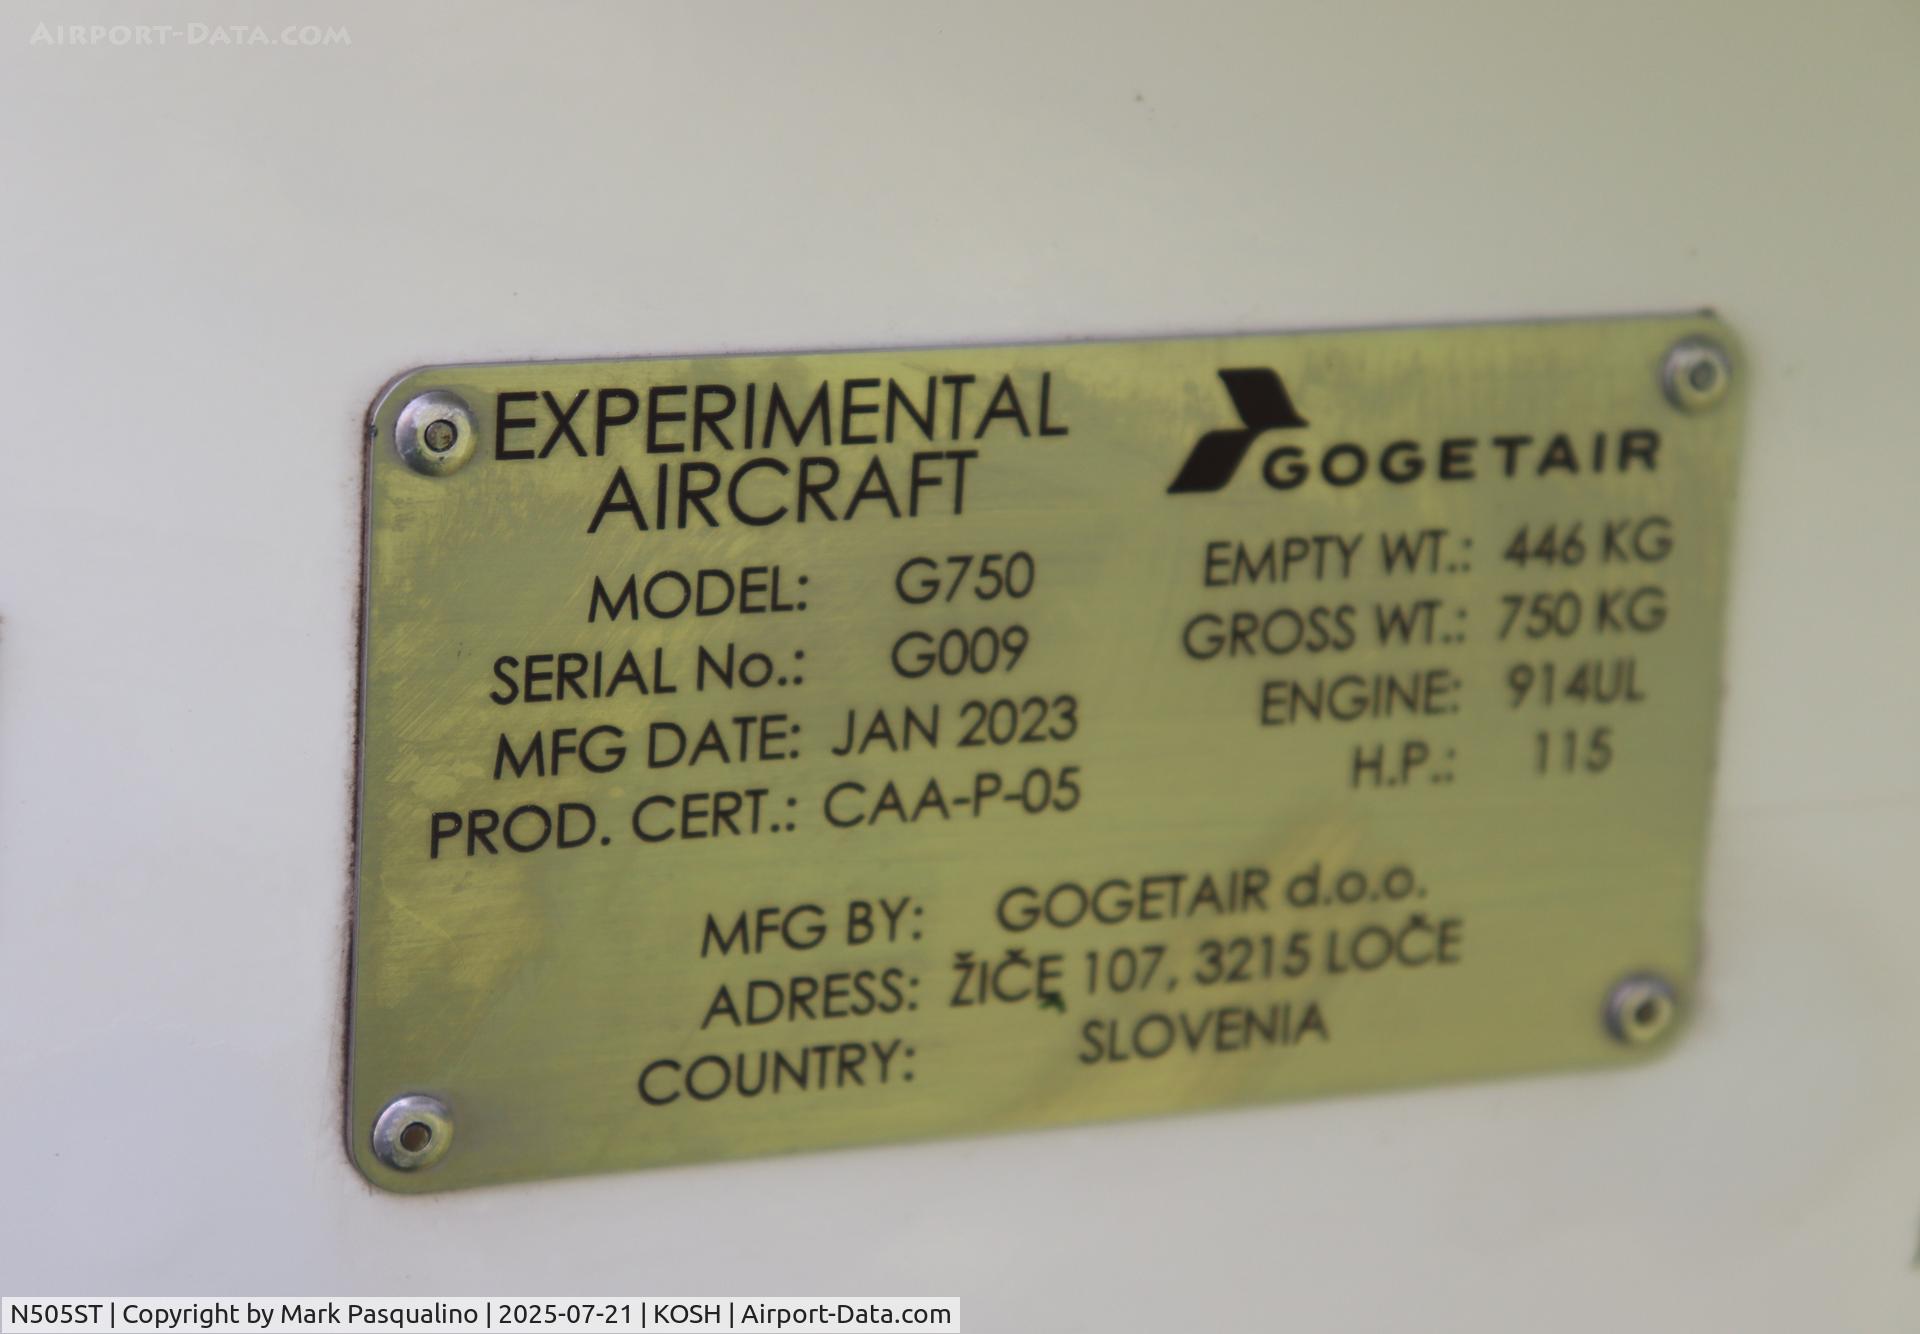 AIRPORT-DATA.COM
EXPERIMENTAL
AIRCRAFT
GOGETAIR
MODEL: G750
SERIAL No.: G009
MFG DATE: JAN 2023
PROD. CERT.: CAA-P-05
EMPTY WT.: 446 KG
GROSS WT.: 750 KG
ENGINE: 914UL
H.P.: 115
MFG BY: GOGETAIR d.o.o.
ADRESS: ŽIČE 107, 3215 LOČE
COUNTRY: SLOVENIA
N505ST | Copyright by Mark Pasqualino | 2025-07-21 | KOSH | Airport-Data.com